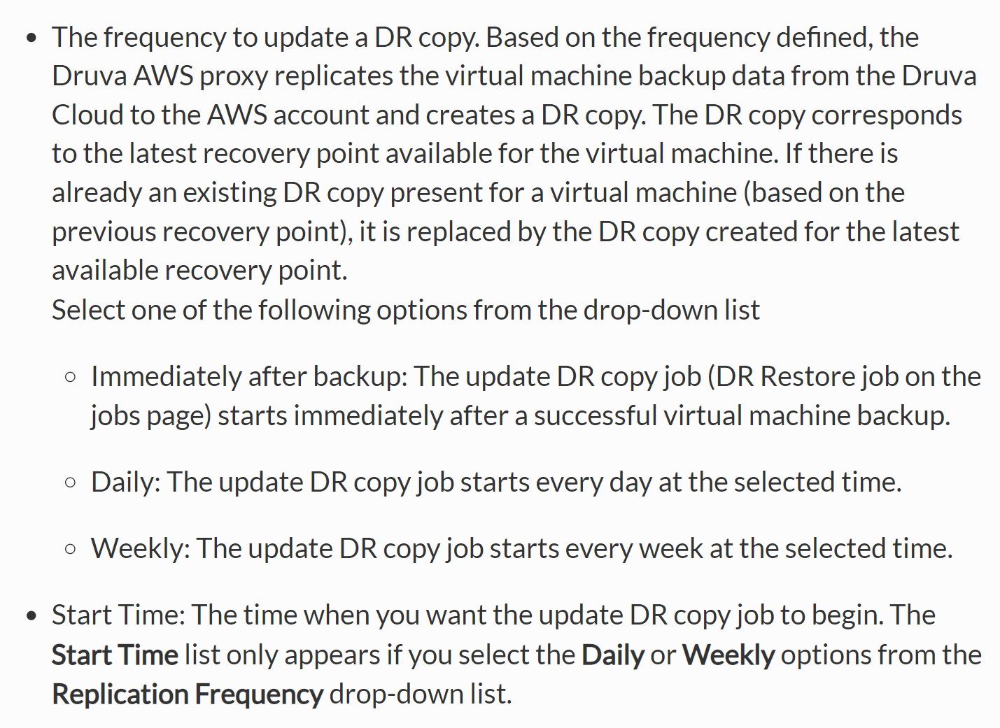 The frequency to update a DR copy. Based on the frequency defined, the
Druva AWS proxy replicates the virtual machine backup data from the Druva
Cloud to the AWS account and creates a DR copy. The DR copy corresponds
to the latest recovery point available for the virtual machine. If there is
already an existing DR copy present for a virtual machine (based on the
previous recovery point), it is replaced by the DR copy created for the latest
available recovery point.
Select one of the following options from the drop-down list
Immediately after backup: The update DR copy job (DR Restore job on the
jobs page) starts immediately after a successful virtual machine backup.
Daily: The update DR copy job starts every day at the selected time.
Weekly: The update DR copy job starts every week at the selected time.
Start Time: The time when you want the update DR copy job to begin. The
Start Time list only appears if you select the Daily or Weekly options from the
Replication Frequency drop-down list.